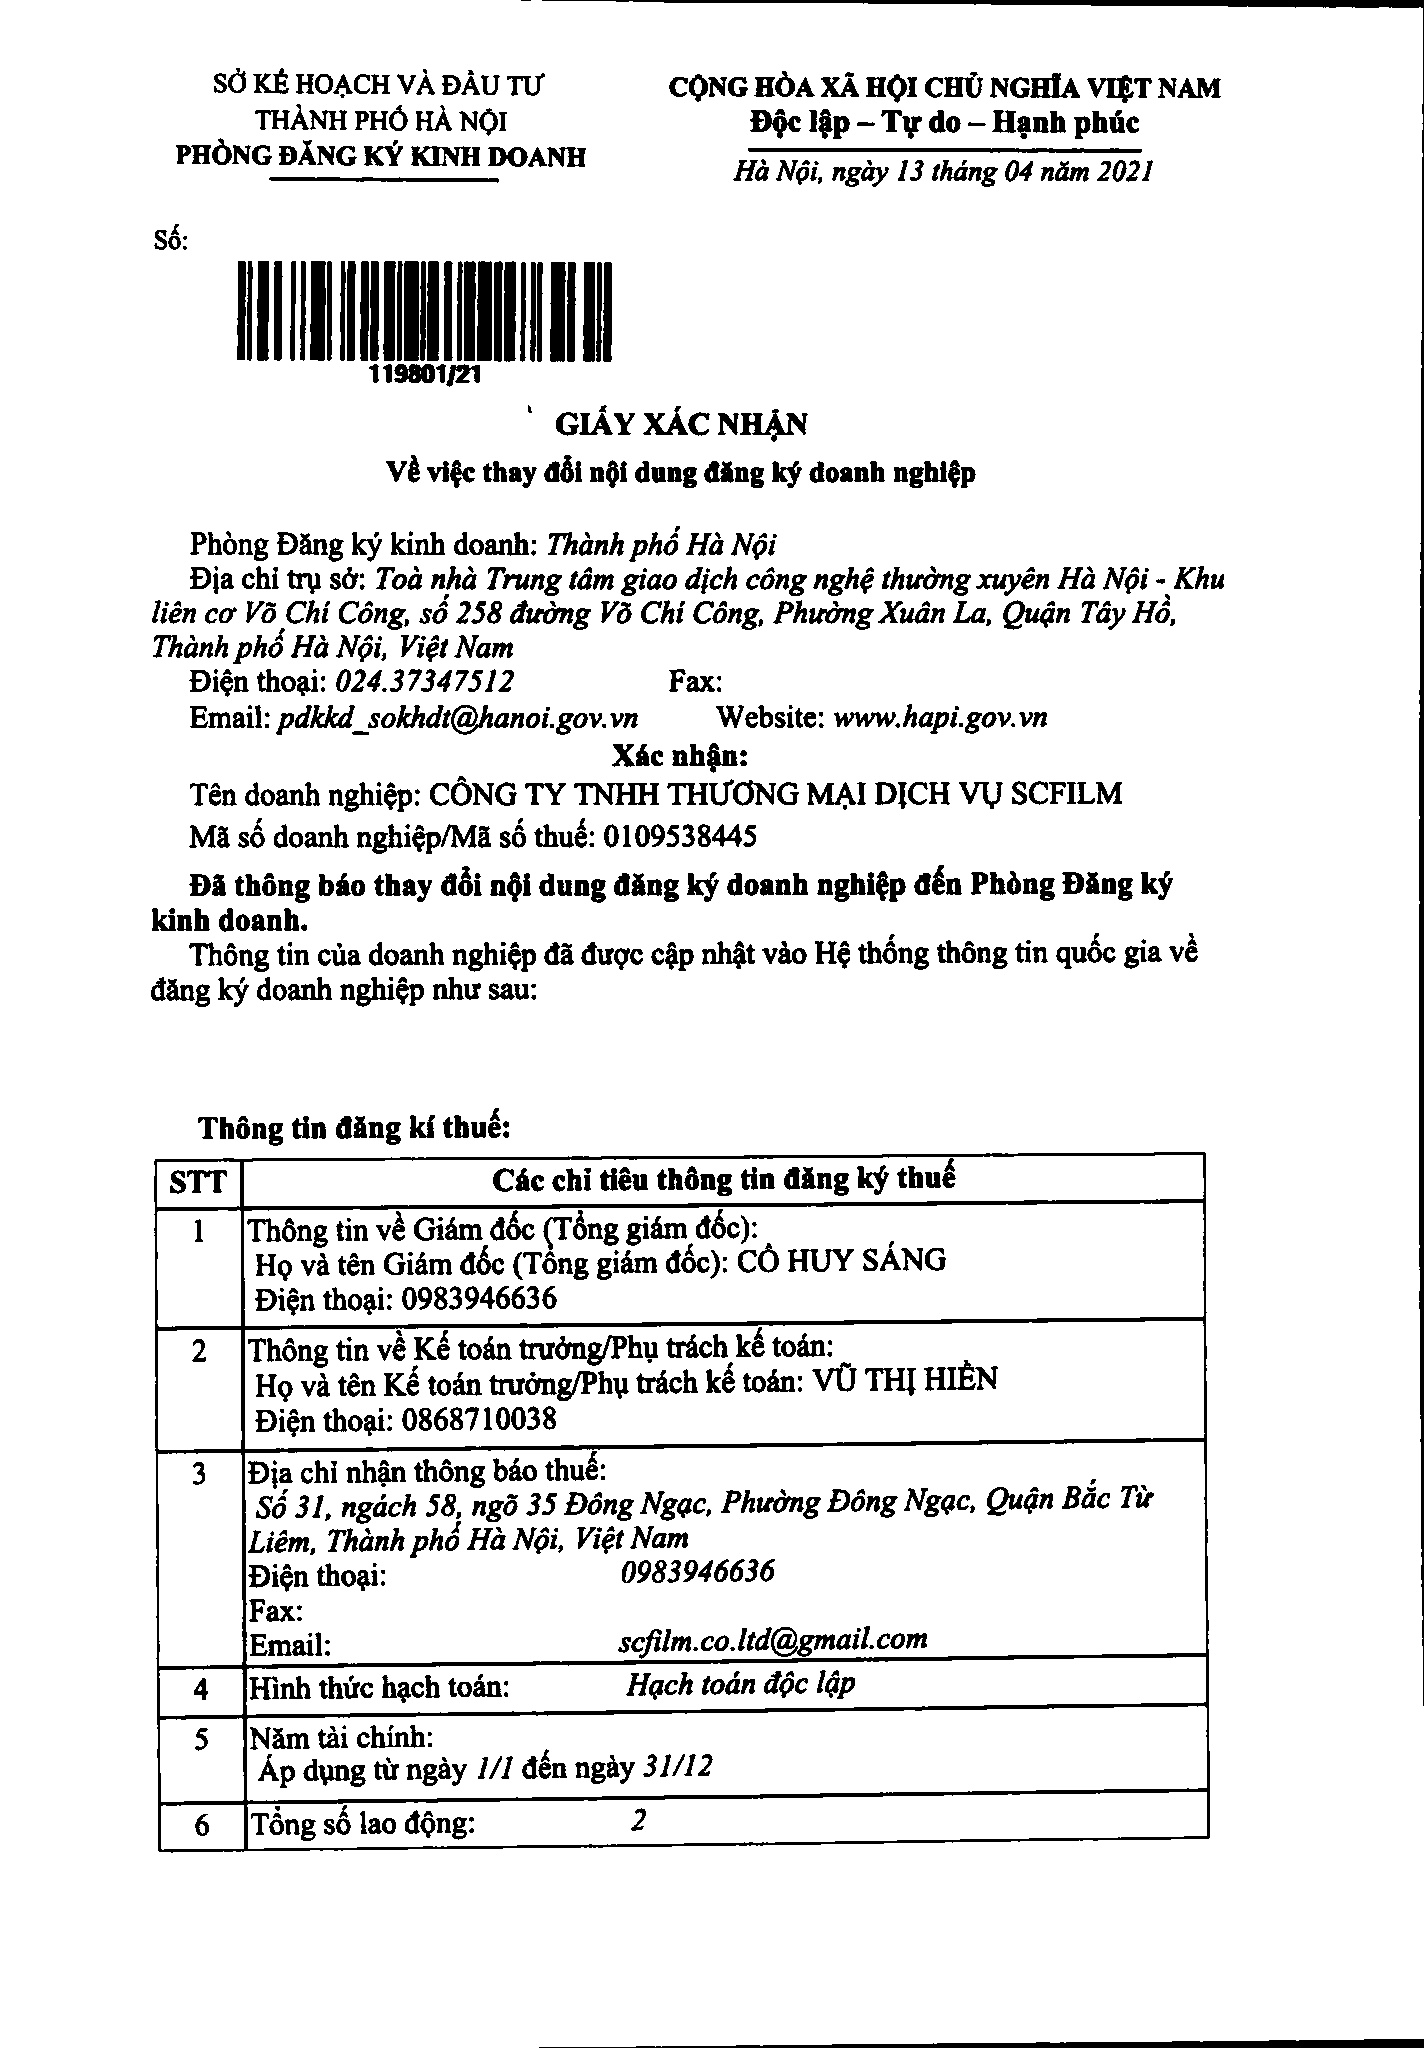 SỞ KẾ HOẠCH VÀ ĐẦU TƯ
THÀNH PHỐ HÀ NỘI
PHÒNG ĐĂNG KÝ KINH DOANH
CỘNG HÒA XÃ HỘI CHỦ NGHĨA VIỆT NAM
Độc lập – Tự do – Hạnh phúc
Hà Nội, ngày 13 tháng 04 năm 2021
Số:
119801/21
GIẤY XÁC NHẬN
Về việc thay đổi nội dung đăng ký doanh nghiệp
Phòng Đăng ký kinh doanh: Thành phố Hà Nội
Địa chỉ trụ sở: Toà nhà Trung tâm giao dịch công nghệ thường xuyên Hà Nội - Khu
liên cơ Võ Chí Công, số 258 đường Võ Chí Công, Phường Xuân La, Quận Tây Hồ,
Thành phố Hà Nội, Việt Nam
Điện thoại: 024.37347512 Fax:
Email: pdkkd_sokhdt@hanoi.gov.vn Website: www.hapi.gov.vn
Xác nhận:
Tên doanh nghiệp: CÔNG TY TNHH THƯƠNG MẠI DỊCH VỤ SCFILM
Mã số doanh nghiệp/Mã số thuế: 0109538445
Đã thông báo thay đổi nội dung đăng ký doanh nghiệp đến Phòng Đăng ký
kinh doanh.
Thông tin của doanh nghiệp đã được cập nhật vào Hệ thống thông tin quốc gia về
đăng ký doanh nghiệp như sau:
Thông tin đăng kí thuế:
STT Các chỉ tiêu thông tin đăng ký thuế
1 Thông tin về Giám đốc (Tổng giám đốc):
Họ và tên Giám đốc (Tổng giám đốc): CỒ HUY SÁNG
Điện thoại: 0983946636
2 Thông tin về Kế toán trưởng/Phụ trách kế toán:
Họ và tên Kế toán trưởng/Phụ trách kế toán: VŨ THỊ HIỀN
Điện thoại: 0868710038
3 Địa chỉ nhận thông báo thuế:
Số 31, ngách 58, ngõ 35 Đông Ngạc, Phường Đông Ngạc, Quận Bắc Từ
Liêm, Thành phố Hà Nội, Việt Nam
Điện thoại: 0983946636
Fax:
Email: scfilm.co.ltd@gmail.com
4 Hình thức hạch toán: Hạch toán độc lập
5 Năm tài chính:
Áp dụng từ ngày 1/1 đến ngày 31/12
6 Tổng số lao động: 2